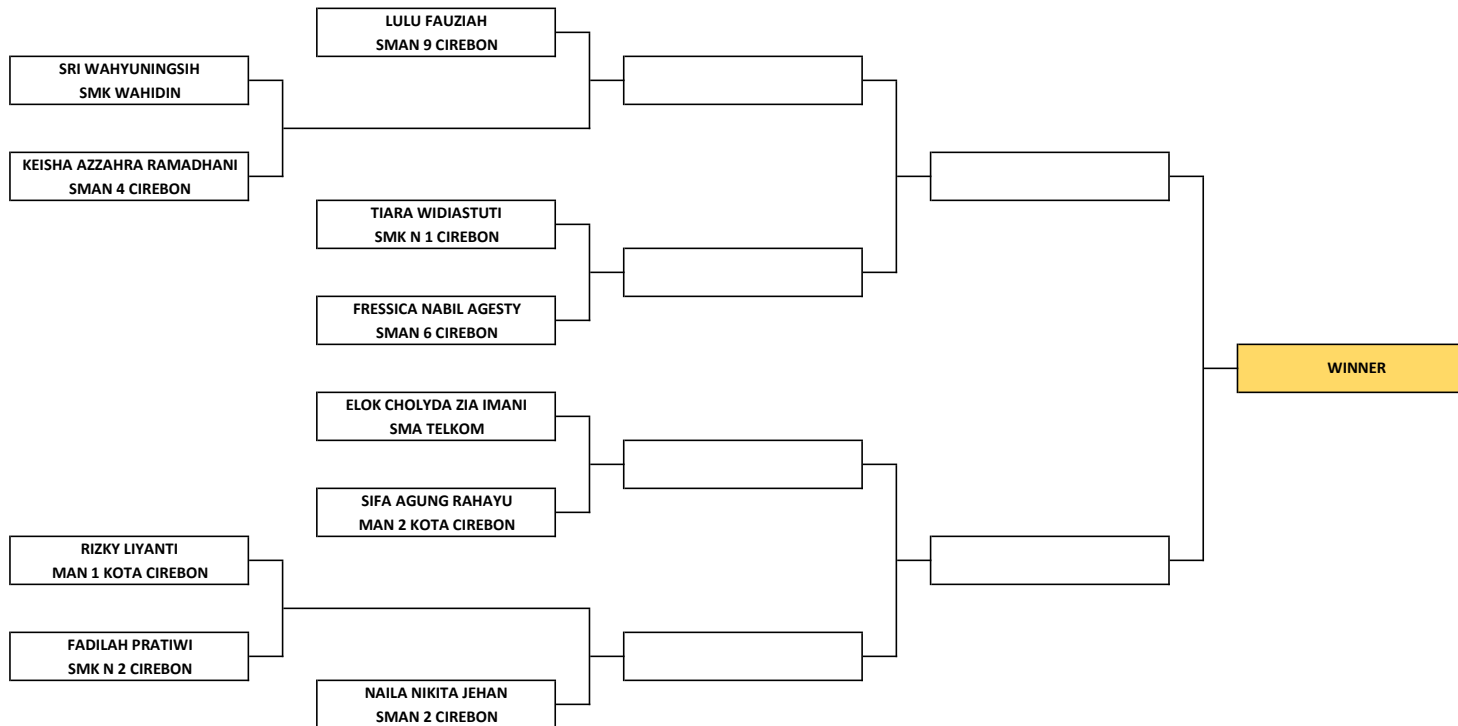 LULU FAUZIAH
SMAN 9 CIREBON
SRI WAHYUNINGSIH
SMK WAHIDIN
KEISHA AZZAHRA RAMADHANI
SMAN 4 CIREBON
TIARA WIDIASTUTI
SMK N 1 CIREBON
FRESSICA NABIL AGESTY
SMAN 6 CIREBON
WINNER
ELOK CHOLYDA ZIA IMANI
SMA TELKOM
SIFA AGUNG RAHAYU
MAN 2 KOTA CIREBON
RIZKY LIYANTI
MAN 1 KOTA CIREBON
FADILAH PRATIWI
SMK N 2 CIREBON
NAILA NIKITA JEHAN
SMAN 2 CIREBON